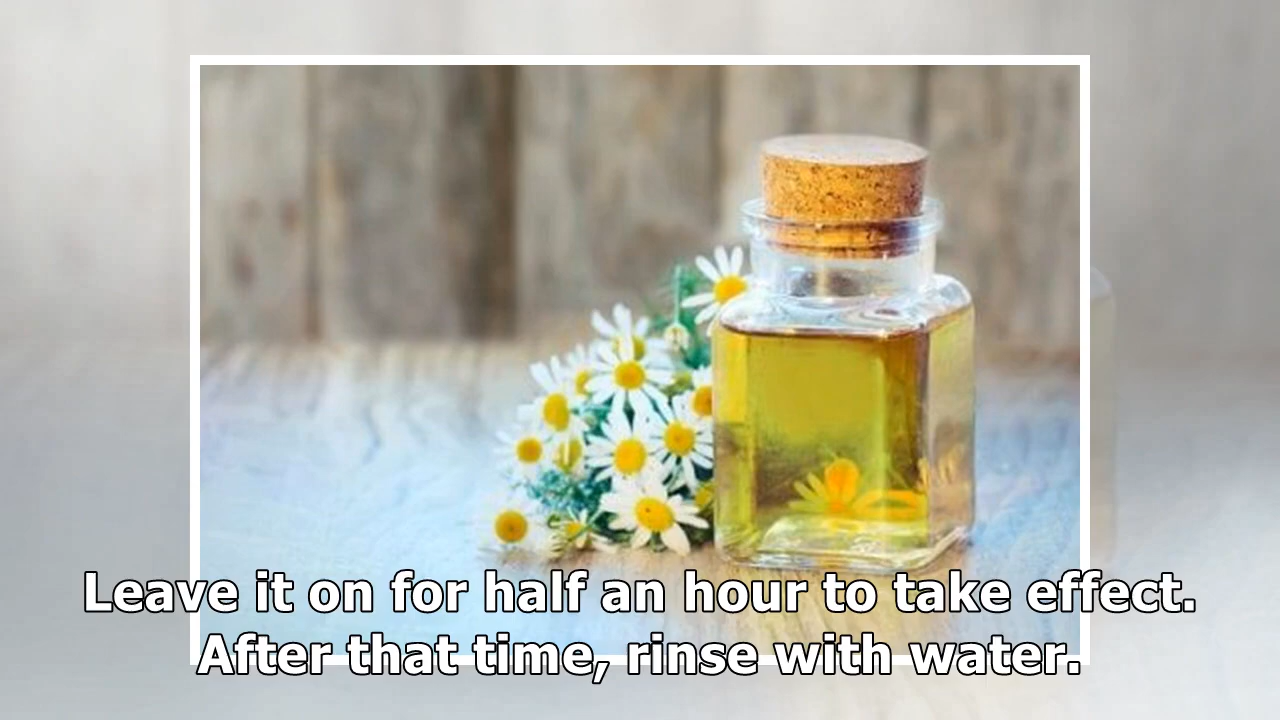 Leave it on for half an hour to take effect.
After that time, rinse with water.